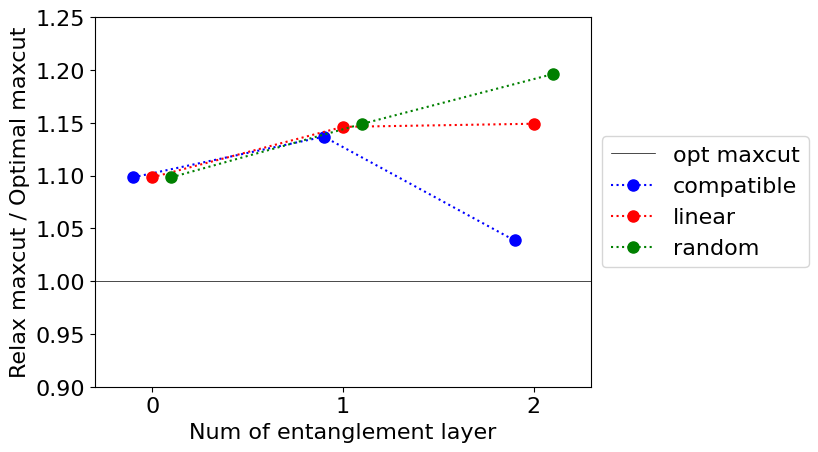 Relax maxcut / Optimal maxcut
1.25
1.20
1.15
1.10
1.05
1.00
0.95
0.90
0
1
2
Num of entanglement layer
opt maxcut
compatible
linear
random